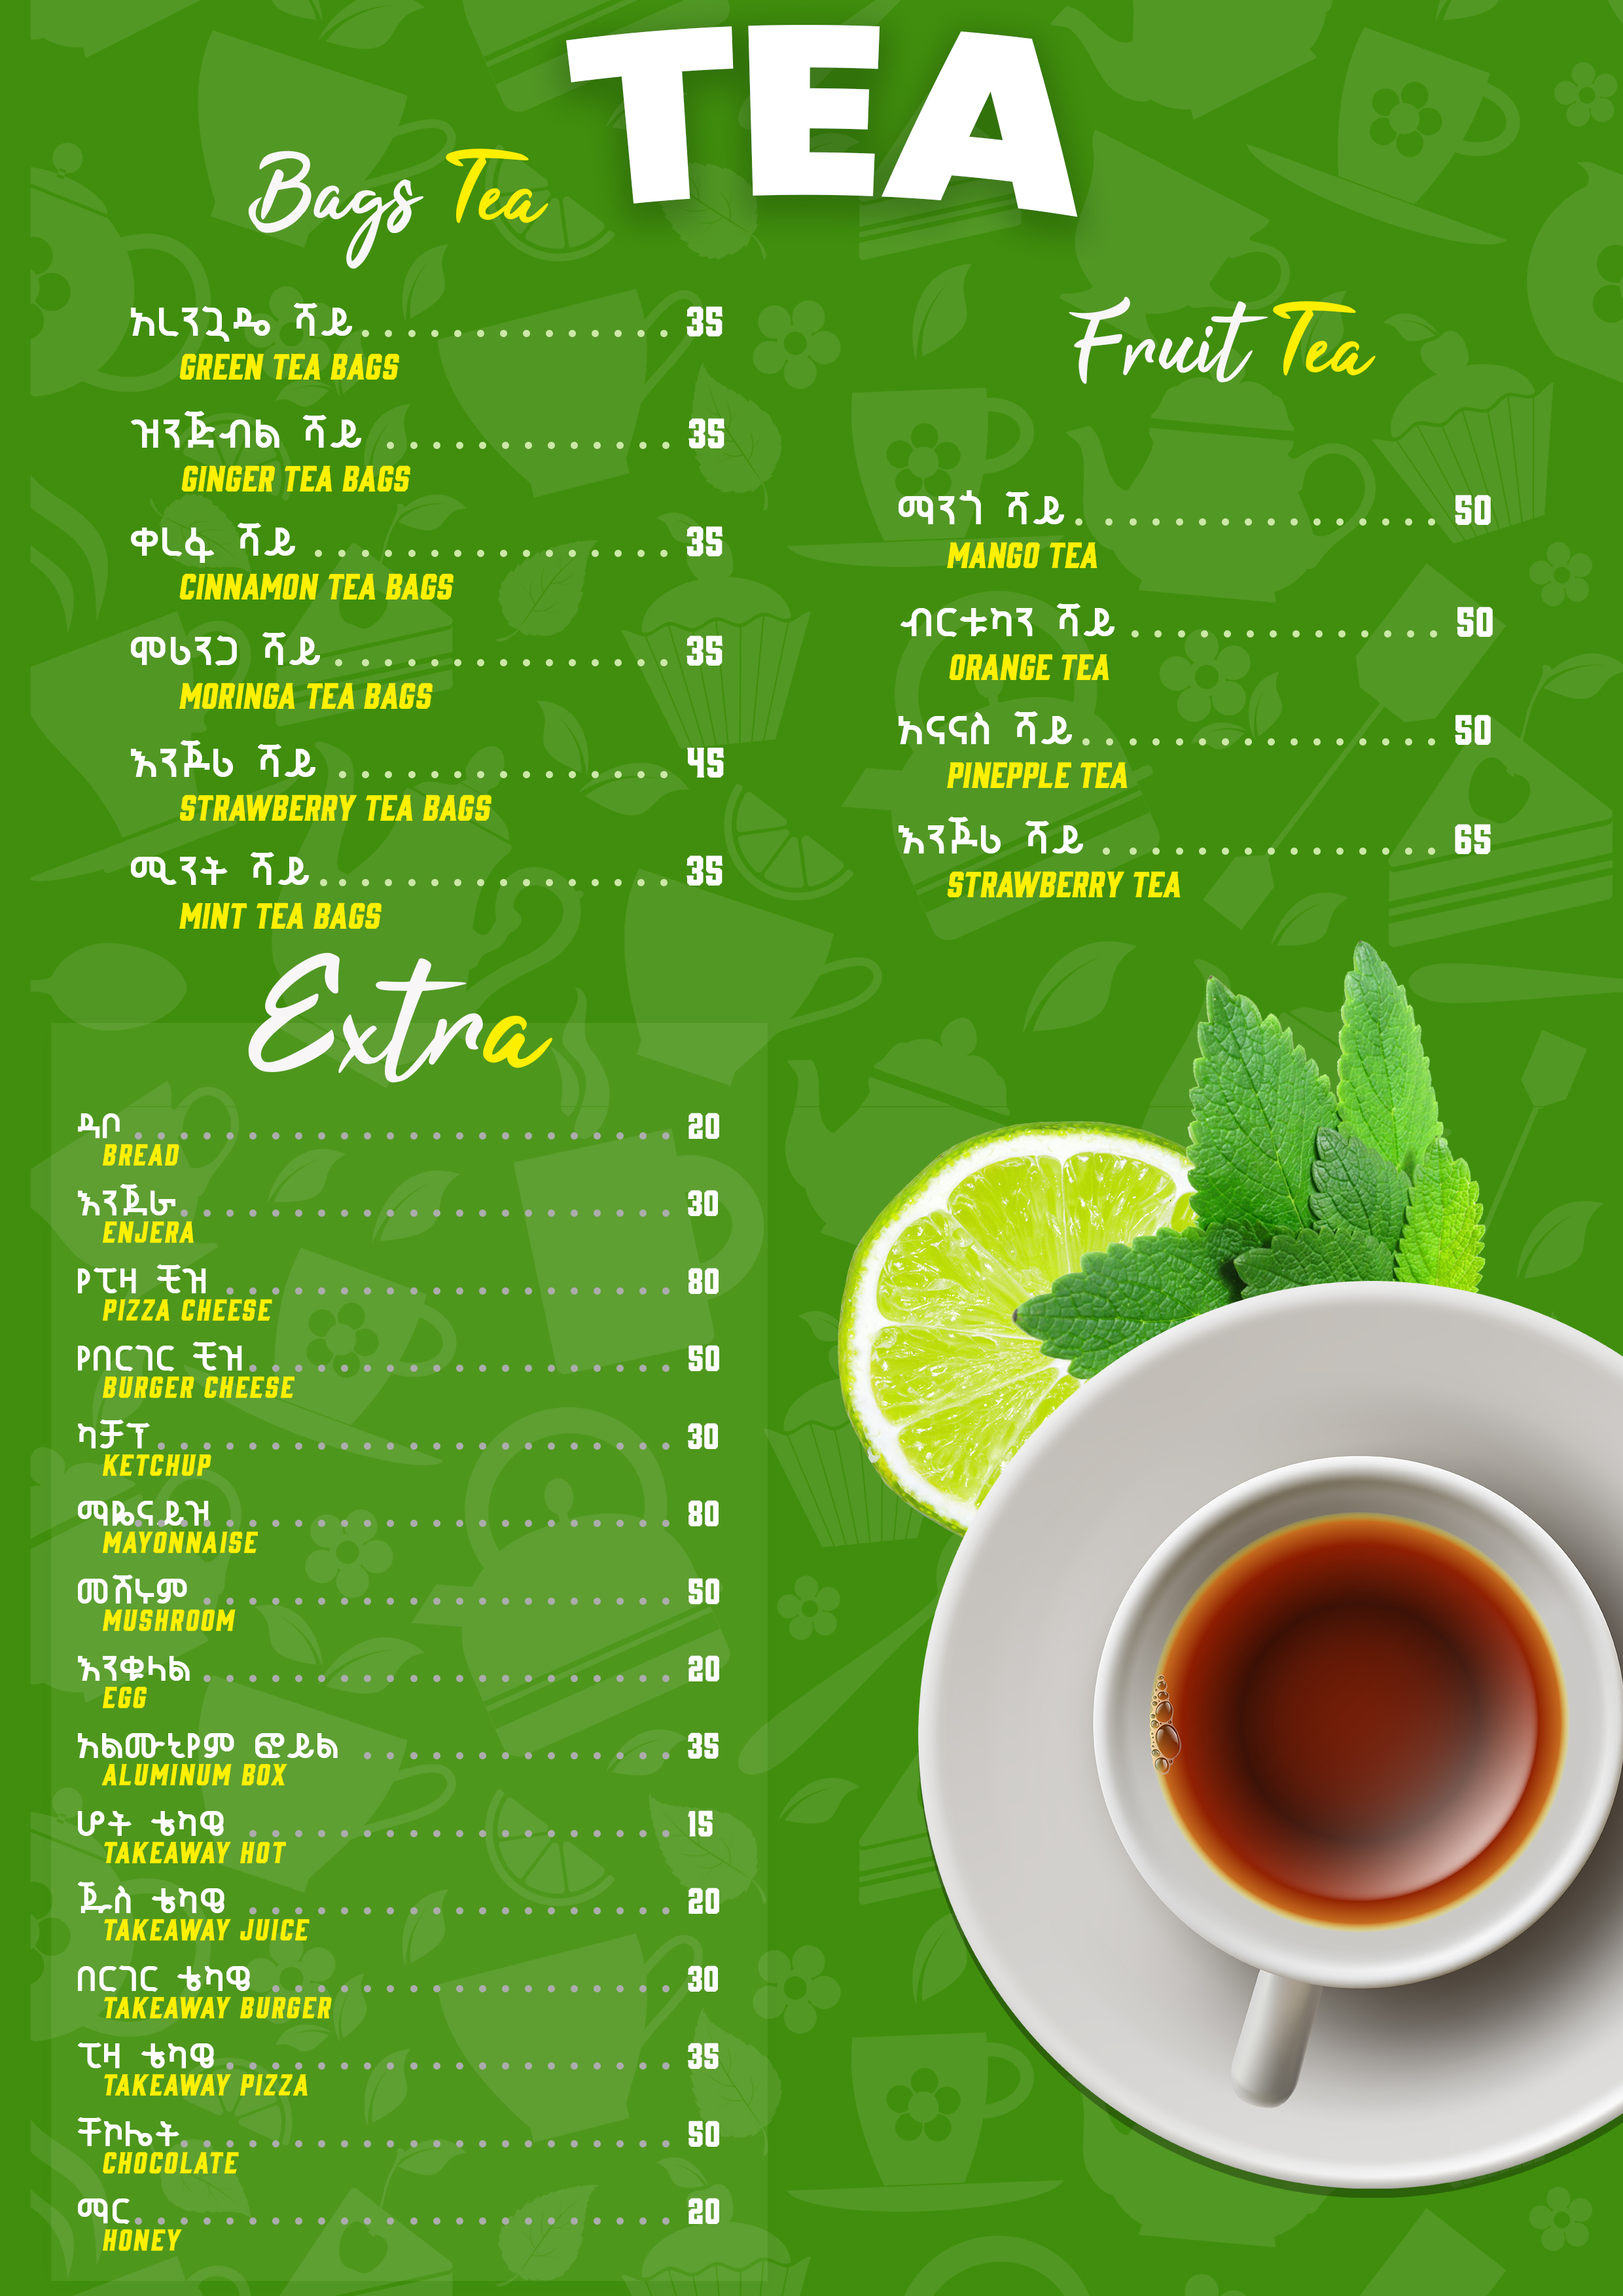 TEA
Bags Tea
አረንጓዴ ሻይ 35
GREEN TEA BAGS
ዝንጅብል ሻይ 35
GINGER TEA BAGS
ቀረፋ ሻይ 35
CINNAMON TEA BAGS
ሞሪንጋ ሻይ 35
MORINGA TEA BAGS
እንጆሪ ሻይ 45
STRAWBERRY TEA BAGS
ሚንት ሻይ 35
MINT TEA BAGS
Fruit Tea
ማንጎ ሻይ 50
MANGO TEA
ብርቱካን ሻይ 50
ORANGE TEA
አናናስ ሻይ 50
PINEPPLE TEA
እንጆሪ ሻይ 65
STRAWBERRY TEA
Extra
ዳቦ 20
BREAD
እንጀራ 30
ENJERA
የፒዛ ቺዝ 80
PIZZA CHEESE
የበርገር ቺዝ 50
BURGER CHEESE
ካቻፕ 30
KETCHUP
ማዬናይዝ 80
MAYONNAISE
መሽሩም 50
MUSHROOM
እንቁላል 20
EGG
አልሙኒየም ፎይል 35
ALUMINUM BOX
ሆት ቴካዌ 15
TAKEAWAY HOT
ጁስ ቴካዌ 20
TAKEAWAY JUICE
በርገር ቴካዌ 30
TAKEAWAY BURGER
ፒዛ ቴካዌ 35
TAKEAWAY PIZZA
ቸኮሌት 50
CHOCOLATE
ማር 20
HONEY